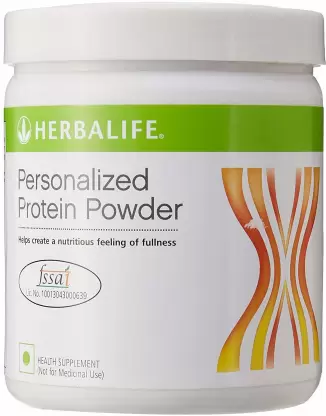 HERBALIFE®
Personalized
Protein Powder
Helps create a nutritious feeling of fullness
fssai
Lic. No. 10013043000639
HEALTH SUPPLEMENT
(Not for Medicinal Use)